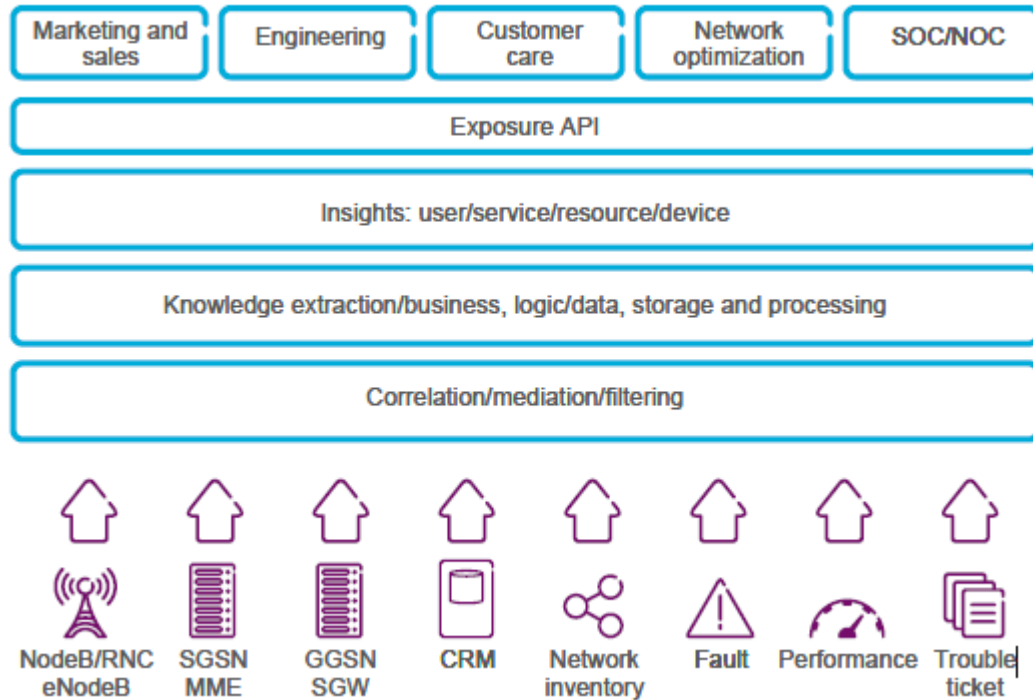 Marketing and
sales
Engineering
Customer
care
Network
optimization
SOC/NOC
Exposure API
Insights: user/service/resource/device
Knowledge extraction/business, logic/data, storage and processing
Correlation/mediation/filtering
NodeB/RNC
eNodeB
SGSN
MME
GGSN
SGW
CRM
Network
inventory
Fault
Performance
Trouble
ticket